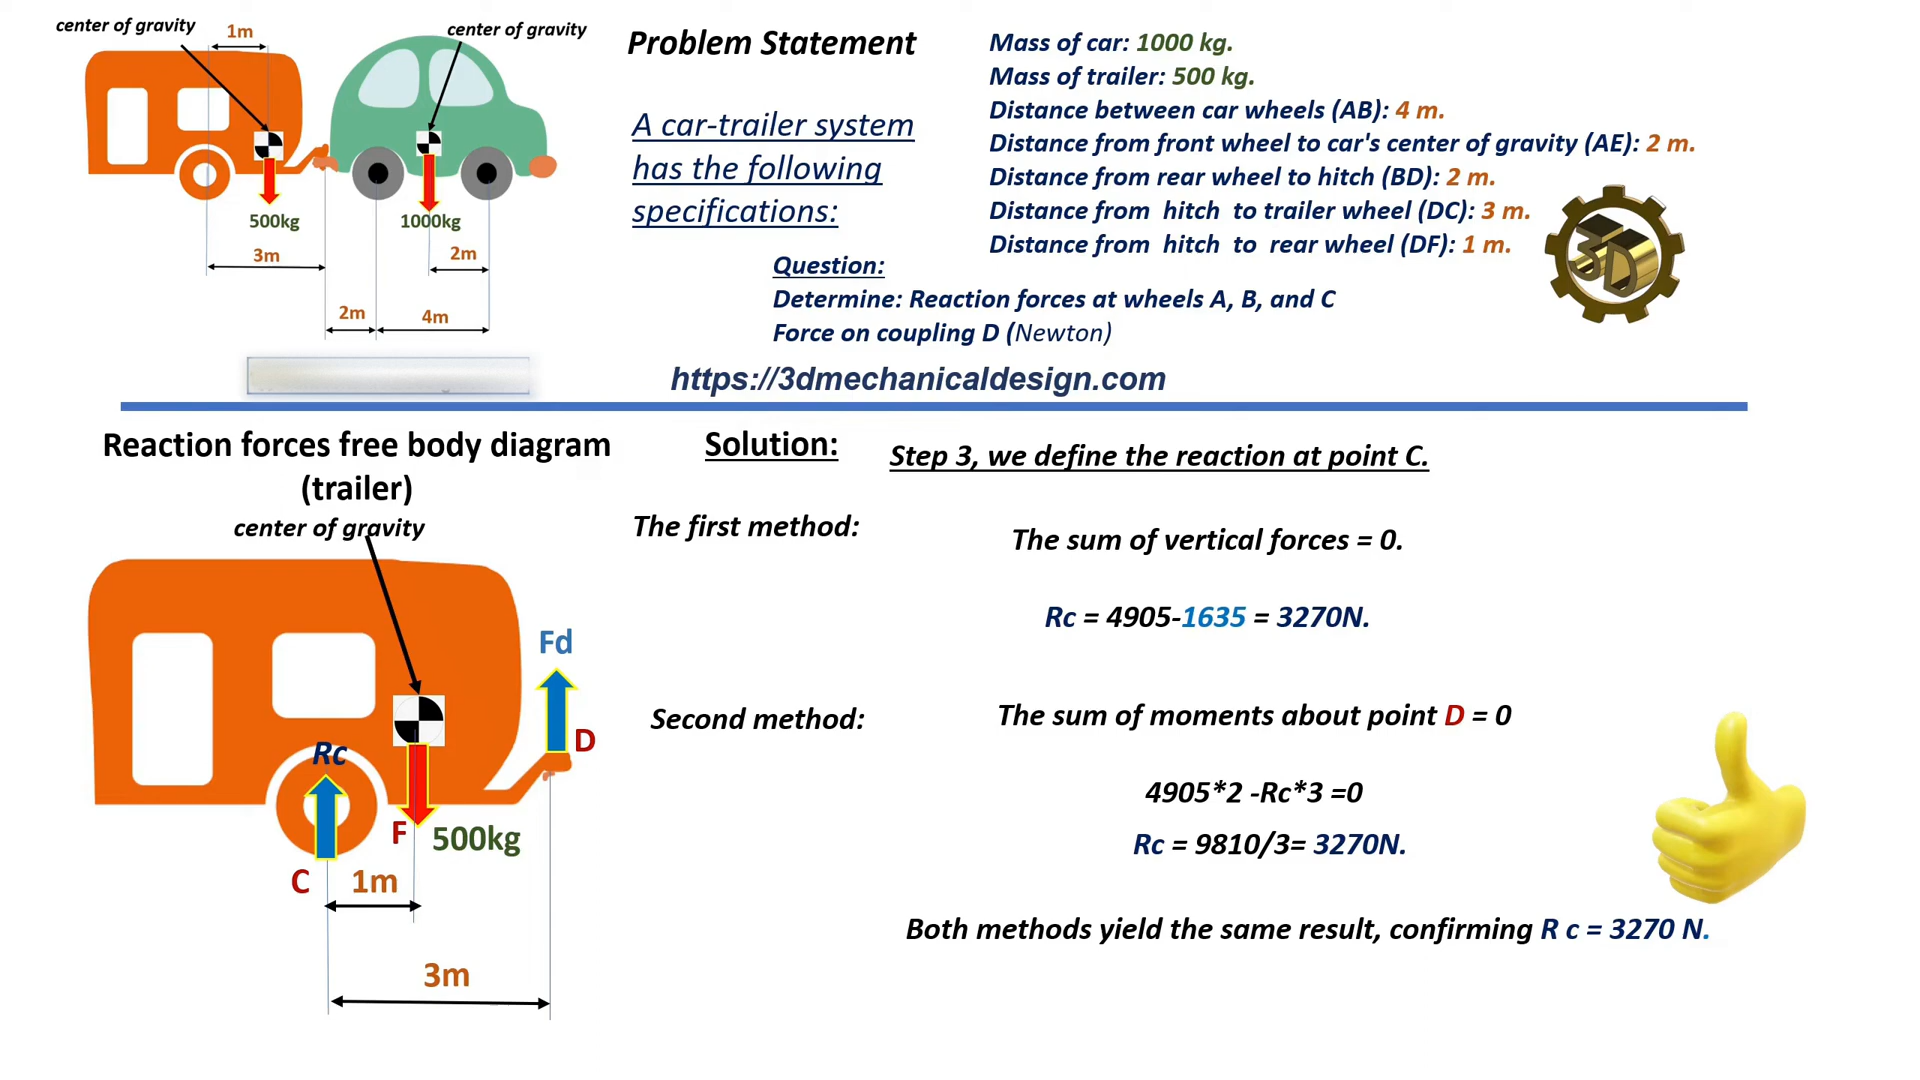 center of gravity
1m
center of gravity
500kg
1000kg
3m
2m
2m
4m
Problem Statement
A car-trailer system
has the following
specifications:
Mass of car: 1000 kg.
Mass of trailer: 500 kg.
Distance between car wheels (AB): 4 m.
Distance from front wheel to car's center of gravity (AE): 2 m.
Distance from rear wheel to hitch (BD): 2 m.
Distance from hitch to trailer wheel (DC): 3 m.
Distance from hitch to rear wheel (DF): 1 m.
3D
Question:
Determine: Reaction forces at wheels A, B, and C
Force on coupling D (Newton)
https://3dmechanicaldesign.com
Reaction forces free body diagram
(trailer)
center of gravity
Fd
D
Rc
F
500kg
C
1m
3m
Solution:
Step 3, we define the reaction at point C.
The first method:
The sum of vertical forces = 0.
Rc = 4905-1635 = 3270N.
Second method:
The sum of moments about point D = 0
4905*2 -Rc*3 =0
Rc = 9810/3= 3270N.
Both methods yield the same result, confirming R c = 3270 N.